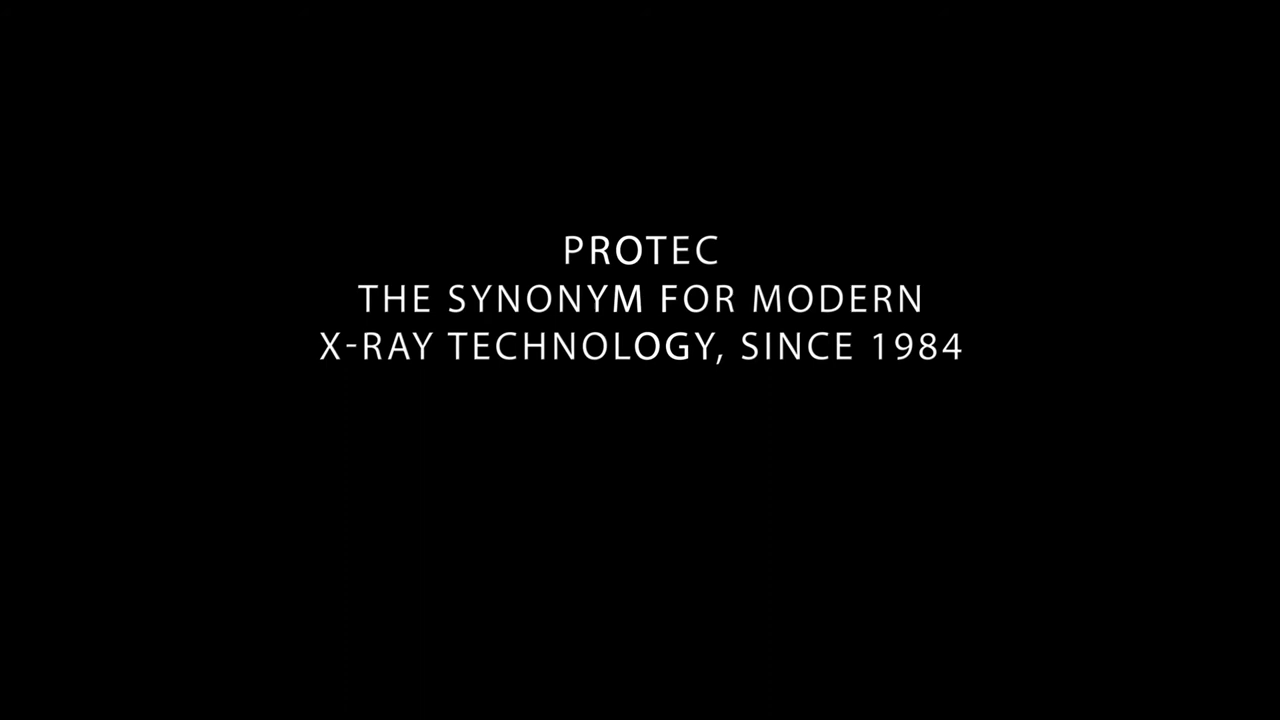 PROTEC
THE SYNONYM FOR MODERN
X-RAY TECHNOLOGY, SINCE 1984